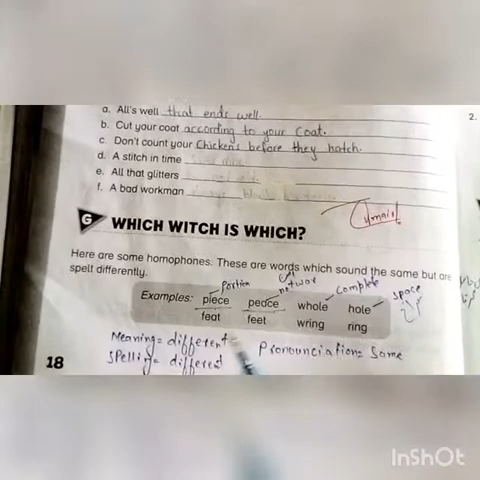 a. All's well that ends well.
2.
b. Cut your coat according to your Coat.
c. Don't count your Chickens before they hatch.
d. A stitch in time
e. All that glitters
f. A bad workman
G WHICH WITCH IS WHICH?
Here are some homophones. These are words which sound the same but are
spelt differently.
portion not war complete space
Examples: piece peace whole hole
feat feet wring ring
Meaning= different Pronounciation= Same
Spelling= different
18
InShOt